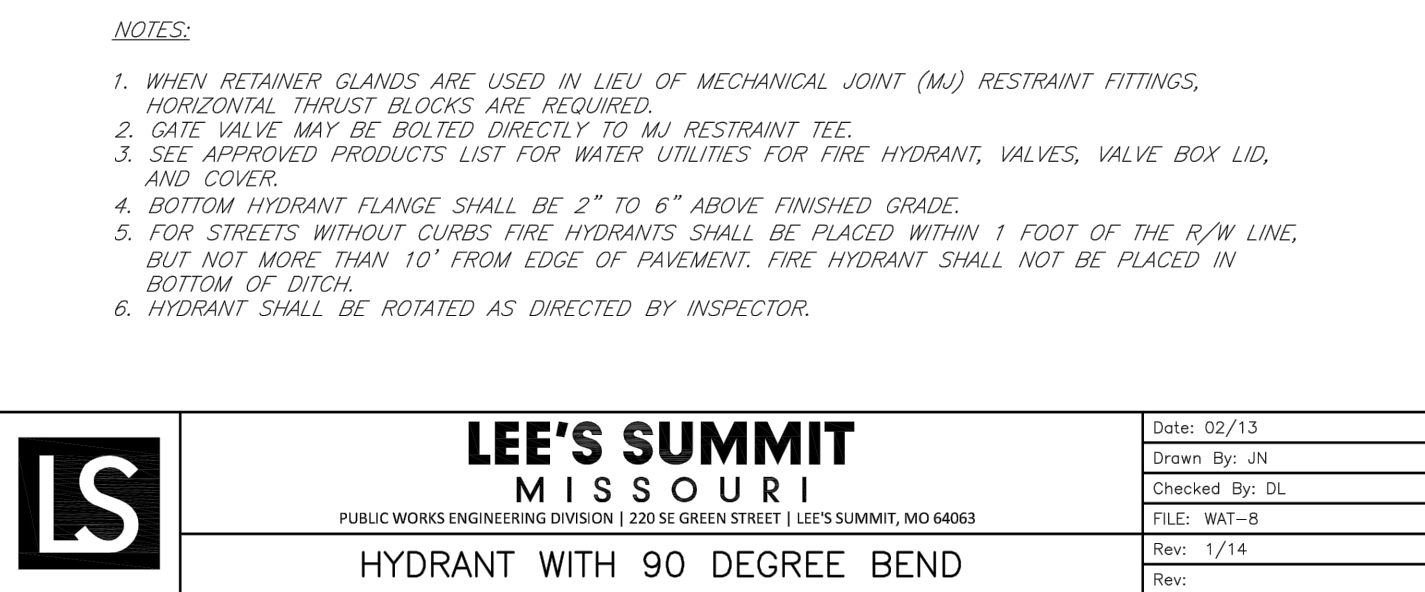 NOTES:
1. WHEN RETAINER GLANDS ARE USED IN LIEU OF MECHANICAL JOINT (MJ) RESTRAINT FITTINGS,
HORIZONTAL THRUST BLOCKS ARE REQUIRED.
2. GATE VALVE MAY BE BOLTED DIRECTLY TO MJ RESTRAINT TEE.
3. SEE APPROVED PRODUCTS LIST FOR WATER UTILITIES FOR FIRE HYDRANT, VALVES, VALVE BOX LID,
AND COVER.
4. BOTTOM HYDRANT FLANGE SHALL BE 2" TO 6" ABOVE FINISHED GRADE.
5. FOR STREETS WITHOUT CURBS FIRE HYDRANTS SHALL BE PLACED WITHIN 1 FOOT OF THE R/W LINE,
BUT NOT MORE THAN 10' FROM EDGE OF PAVEMENT. FIRE HYDRANT SHALL NOT BE PLACED IN
BOTTOM OF DITCH.
6. HYDRANT SHALL BE ROTATED AS DIRECTED BY INSPECTOR.
LS
LEE'S SUMMIT
MISSOURI
PUBLIC WORKS ENGINEERING DIVISION | 220 SE GREEN STREET | LEE'S SUMMIT, MO 64063
HYDRANT WITH 90 DEGREE BEND
Date: 02/13
Drawn By: JN
Checked By: DL
FILE: WAT-8
Rev: 1/14
Rev: